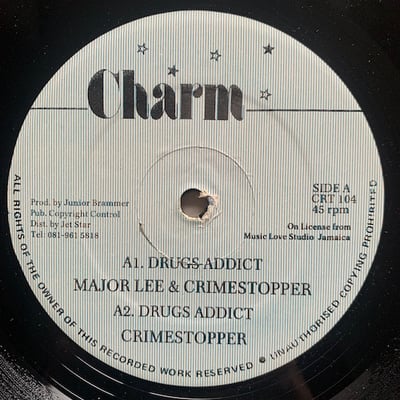 Charm
Prod. by Junior Brammer
Pub. Copyright Control
Dist. by Jet Star
Tel: 081-961 5818
SIDE A
CRT 104
45 rpm
On License from
Music Love Studio Jamaica
A1. DRUGS ADDICT
MAJOR LEE & CRIMESTOPPER
A2. DRUGS ADDICT
CRIMESTOPPER
ALL RIGHTS OF THE OWNER OF THIS RECORDED WORK RESERVED ● UNAUTHORISED COPYING PROHIBITED